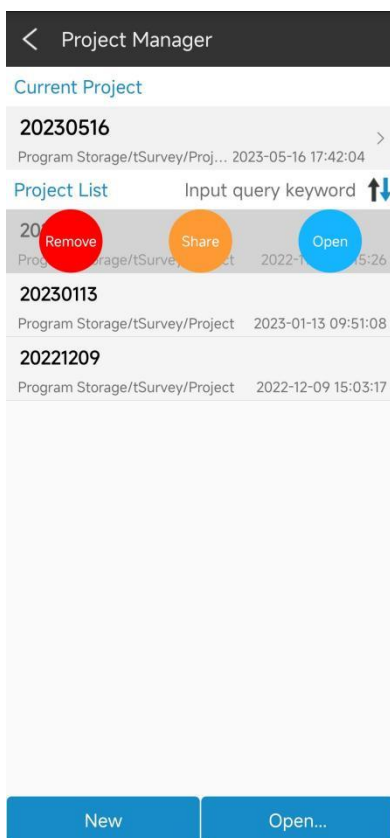 Project Manager
Current Project
20230516
Program Storage/tSurvey/Proj... 2023-05-16 17:42:04
Project List Input query keyword
Remove Share Open
20230113
Program Storage/tSurvey/Project 2023-01-13 09:51:08
20221209
Program Storage/tSurvey/Project 2022-12-09 15:03:17
New Open...